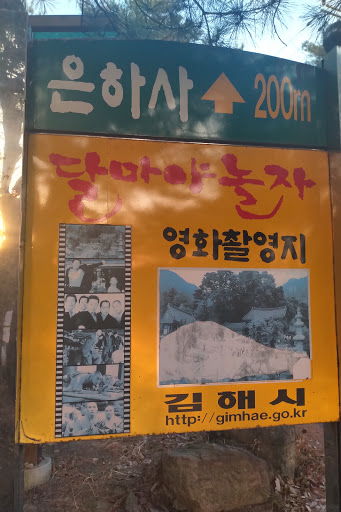 은하사 ↑ 200m
달마야 놀자
영화촬영지
김해시
http://gimhae.go.kr